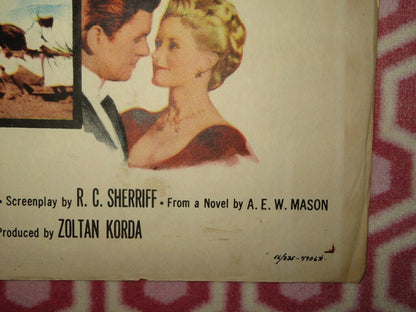 • Screenplay by R. C. SHERRIFF • From a Novel by A. E. W. MASON
Produced by ZOLTAN KORDA